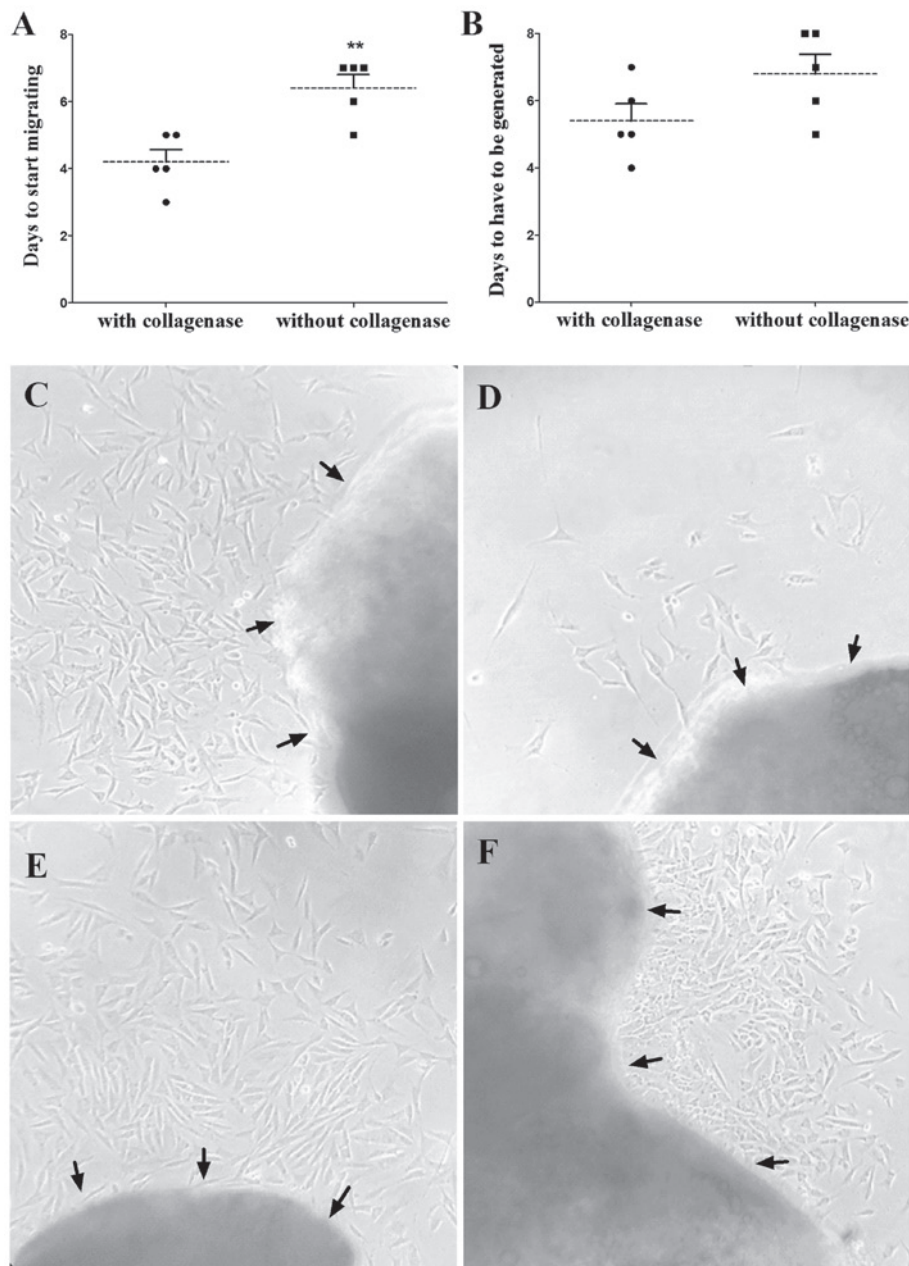 A
Days to start migrating
8
6
4
2
0
**
with collagenase
without collagenase
B
Days to have to be generated
8
6
4
2
0
with collagenase
without collagenase
C
D
E
F